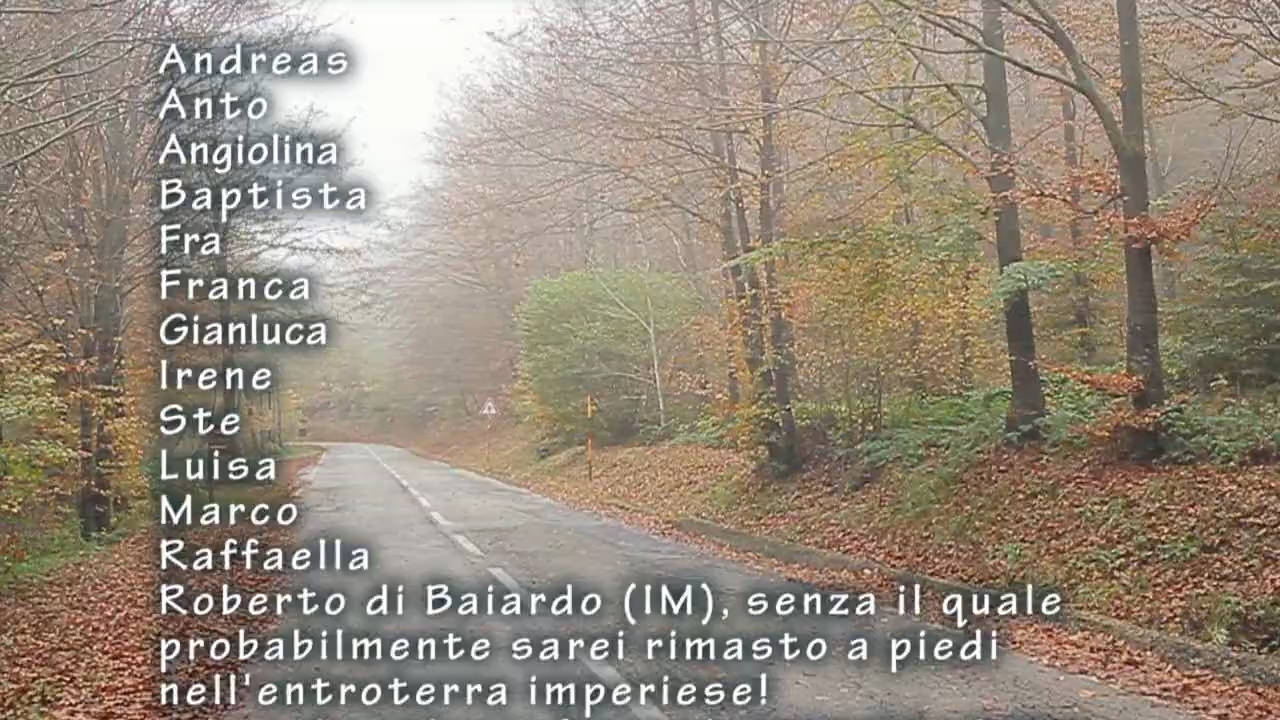 Andreas
Anto
Angiolina
Baptista
Fra
Franca
Gianluca
Irene
Ste
Luisa
Marco
Raffaella
Roberto di Baiardo (IM), senza il quale
probabilmente sarei rimasto a piedi
nell'entroterra imperiese!